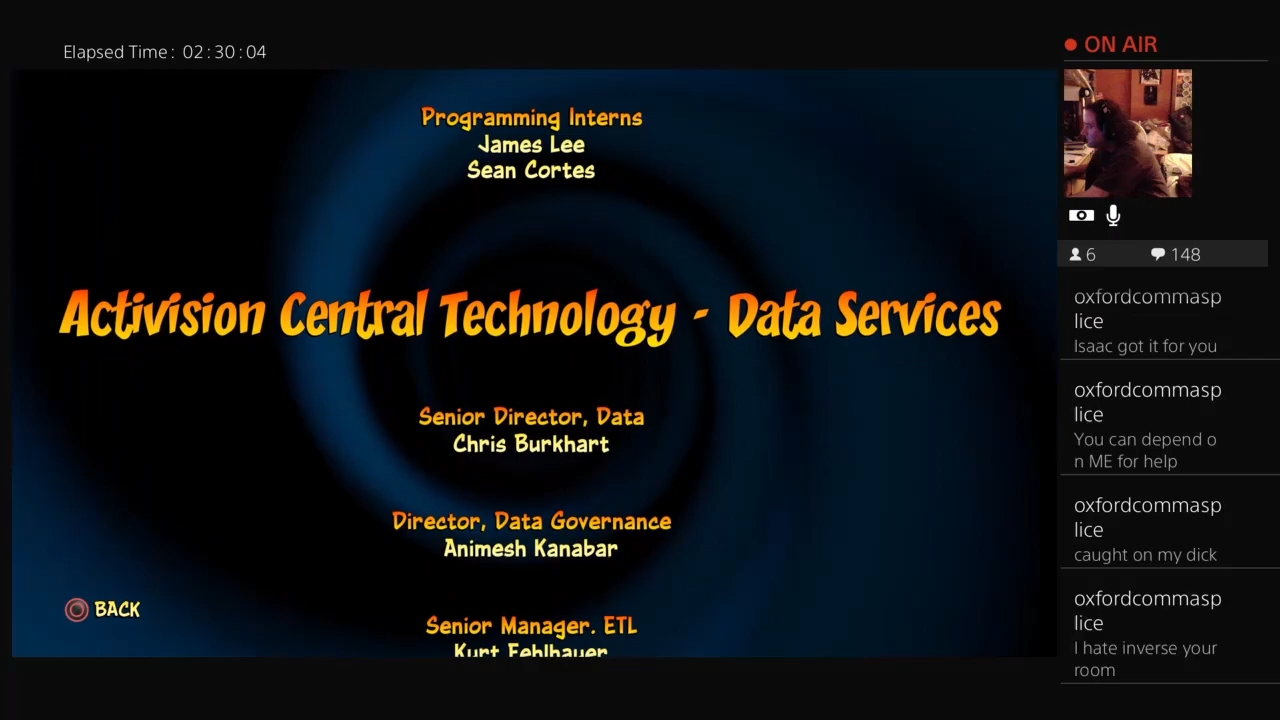 Elapsed Time: 02:30:04
ON AIR
Programming Interns
James Lee
Sean Cortes
Activision Central Technology - Data Services
Senior Director, Data
Chris Burkhart
Director, Data Governance
Animesh Kanabar
Senior Manager. ETL
Kurt Fehlhauer
BACK
6
148
oxfordcommasp
lice
Isaac got it for you
oxfordcommasp
lice
You can depend o
n ME for help
oxfordcommasp
lice
caught on my dick
oxfordcommasp
lice
I hate inverse your
room